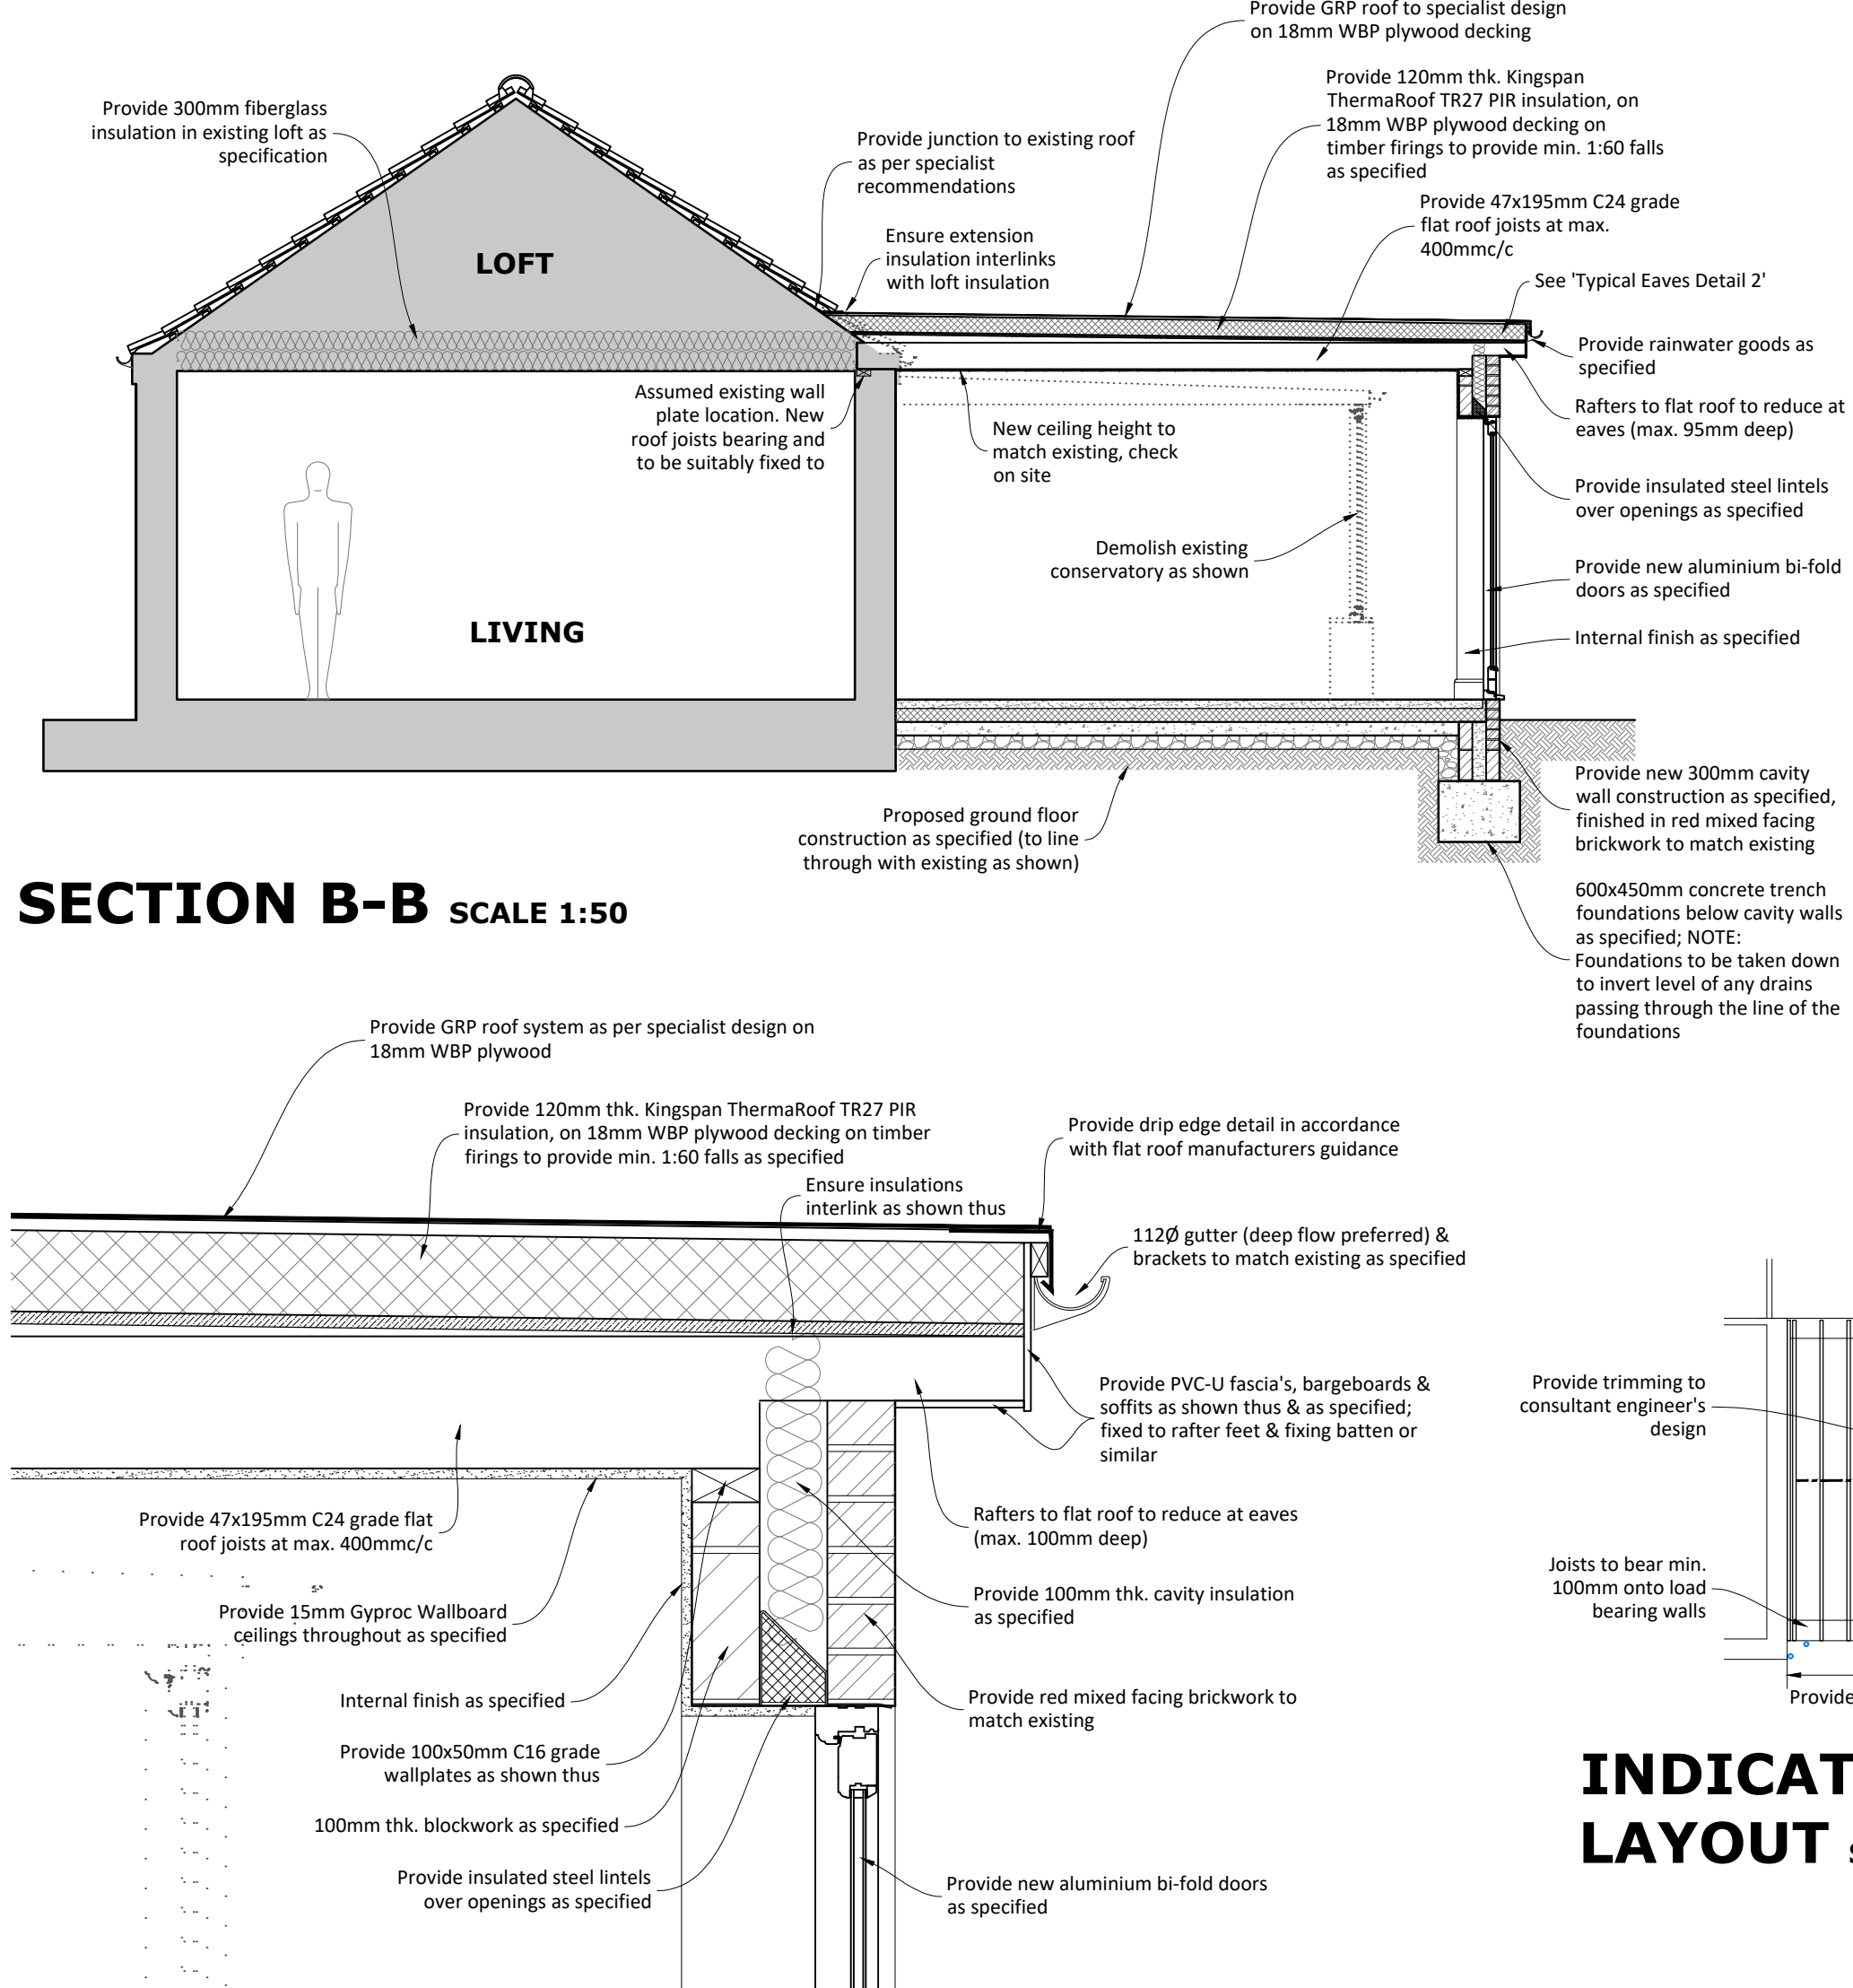 Provide GRP roof to specialist design
on 18mm WBP plywood decking
Provide 120mm thk. Kingspan
ThermaRoof TR27 PIR insulation, on
18mm WBP plywood decking on
timber firings to provide min. 1:60 falls
as specified
Provide 300mm fiberglass
insulation in existing loft as
specification
Provide junction to existing roof
as per specialist
recommendations
Provide 47x195mm C24 grade
flat roof joists at max.
400mmc/c
Ensure extension
insulation interlinks
with loft insulation
LOFT
See 'Typical Eaves Detail 2'
Provide rainwater goods as
specified
Assumed existing wall
plate location. New
roof joists bearing and
to be suitably fixed to
New ceiling height to
match existing, check
on site
Rafters to flat roof to reduce at
eaves (max. 95mm deep)
Provide insulated steel lintels
over openings as specified
Demolish existing
conservatory as shown
Provide new aluminium bi-fold
doors as specified
LIVING
Internal finish as specified
Proposed ground floor
construction as specified (to line
through with existing as shown)
Provide new 300mm cavity
wall construction as specified,
finished in red mixed facing
brickwork to match existing
SECTION B-B SCALE 1:50
600x450mm concrete trench
foundations below cavity walls
as specified; NOTE:
Foundations to be taken down
to invert level of any drains
passing through the line of the
foundations
Provide GRP roof system as per specialist design on
18mm WBP plywood
Provide 120mm thk. Kingspan ThermaRoof TR27 PIR
insulation, on 18mm WBP plywood decking on timber
firings to provide min. 1:60 falls as specified
Provide drip edge detail in accordance
with flat roof manufacturers guidance
Ensure insulations
interlink as shown thus
112Ø gutter (deep flow preferred) &
brackets to match existing as specified
Provide PVC-U fascia's, bargeboards &
soffits as shown thus & as specified;
fixed to rafter feet & fixing batten or
similar
Provide trimming to
consultant engineer's
design
Provide 47x195mm C24 grade flat
roof joists at max. 400mmc/c
Rafters to flat roof to reduce at eaves
(max. 100mm deep)
Joists to bear min.
100mm onto load
bearing walls
Provide 15mm Gyproc Wallboard
ceilings throughout as specified
Provide 100mm thk. cavity insulation
as specified
Internal finish as specified
Provide red mixed facing brickwork to
match existing
Provide
Provide 100x50mm C16 grade
wallplates as shown thus
100mm thk. blockwork as specified
INDICAT
LAYOUT
Provide insulated steel lintels
over openings as specified
Provide new aluminium bi-fold doors
as specified